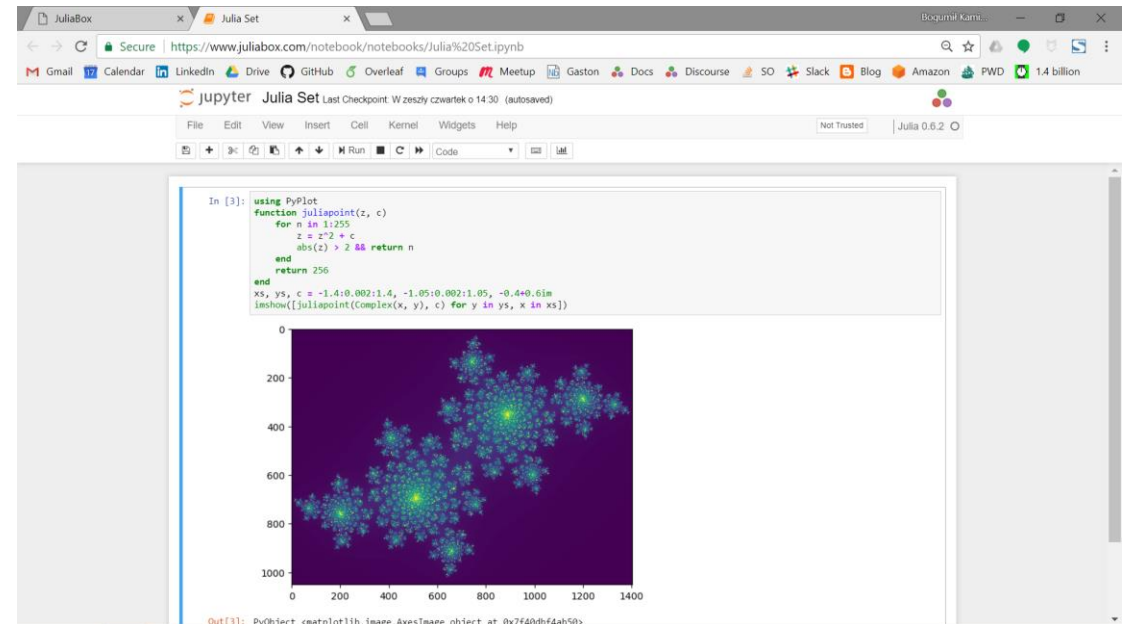 JuliaBox × Julia Set ×
Secure | https://www.juliabox.com/notebook/notebooks/Julia%20Set.ipynb
Gmail Calendar LinkedIn Drive GitHub Overleaf Groups Meetup Gaston Docs Discourse SO Slack Blog Amazon PWD 1.4 billion
jupyter Julia Set Last Checkpoint: W zeszły czwartek o 14:30 (autosaved)
File Edit View Insert Cell Kernel Widgets Help Not Trusted Julia 0.6.2
Run Code
In [3]: using PyPlot
function juliapoint(z, c)
for n in 1:255
z = z^2 + c
abs(z) > 2 && return n
end
return 256
end
xs, ys, c = -1.4:0.002:1.4, -1.05:0.002:1.05, -0.4+0.6im
imshow([juliapoint(Complex(x, y), c) for y in ys, x in xs])
0
200
400
600
800
1000
0 200 400 600 800 1000 1200 1400
Out[3]: PyObject <matplotlib.image.AxesImage object at 0x7f40dbf4ab50>